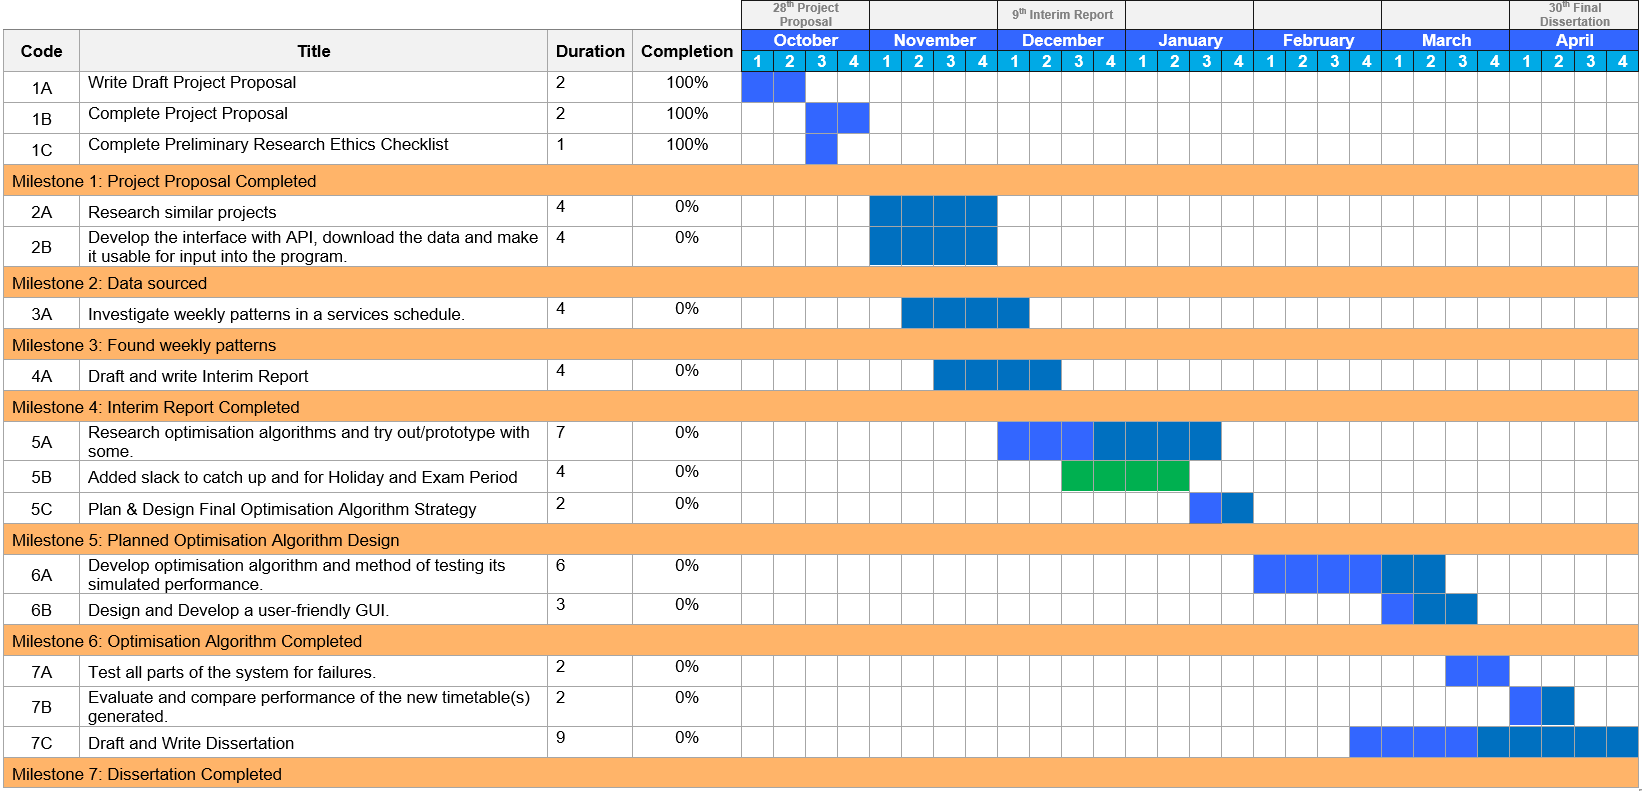 28th Project
Proposal
9th Interim Report
30th Final
Dissertation
Code Title Duration Completion October November December January February March April
1 2 3 4 1 2 3 4 1 2 3 4 1 2 3 4 1 2 3 4 1 2 3 4 1 2 3 4
1A Write Draft Project Proposal 2 100%
1B Complete Project Proposal 2 100%
1C Complete Preliminary Research Ethics Checklist 1 100%
Milestone 1: Project Proposal Completed
2A Research similar projects 4 0%
2B Develop the interface with API, download the data and make 4 0%
it usable for input into the program.
Milestone 2: Data sourced
3A Investigate weekly patterns in a services schedule. 4 0%
Milestone 3: Found weekly patterns
4A Draft and write Interim Report 4 0%
Milestone 4: Interim Report Completed
5A Research optimisation algorithms and try out/prototype with 7 0%
some.
5B Added slack to catch up and for Holiday and Exam Period 4 0%
5C Plan & Design Final Optimisation Algorithm Strategy 2 0%
Milestone 5: Planned Optimisation Algorithm Design
6A Develop optimisation algorithm and method of testing its 6 0%
simulated performance.
6B Design and Develop a user-friendly GUI. 3 0%
Milestone 6: Optimisation Algorithm Completed
7A Test all parts of the system for failures. 2 0%
7B Evaluate and compare performance of the new timetable(s) 2 0%
generated.
7C Draft and Write Dissertation 9 0%
Milestone 7: Dissertation Completed